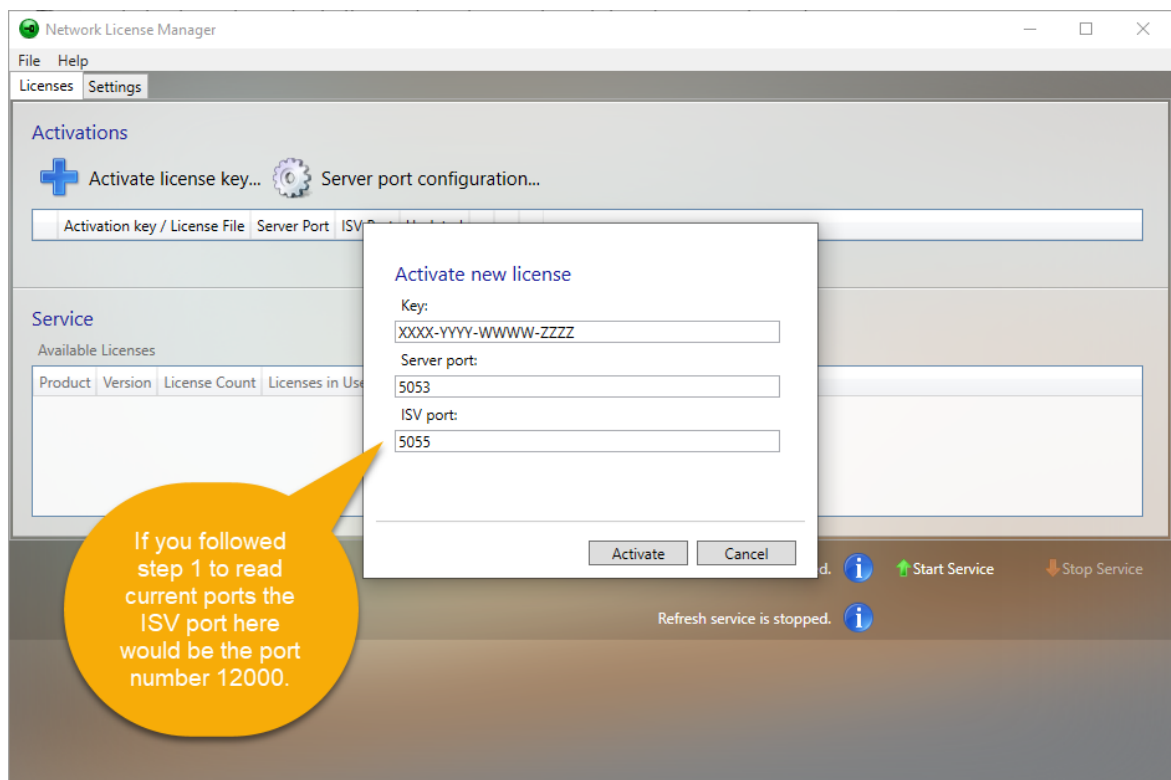 Network License Manager
File Help
Licenses Settings
Activations
Activate license key... Server port configuration...
Activation key / License File Server Port ISV
Activate new license
Key:
XXXX-YYYY-WWWW-ZZZZ
Server port:
5053
ISV port:
5055
Activate Cancel
Service
Available Licenses
Product Version License Count Licenses in Use
If you followed
step 1 to read
current ports the
ISV port here
would be the port
number 12000.
Start Service Stop Service
Refresh service is stopped.